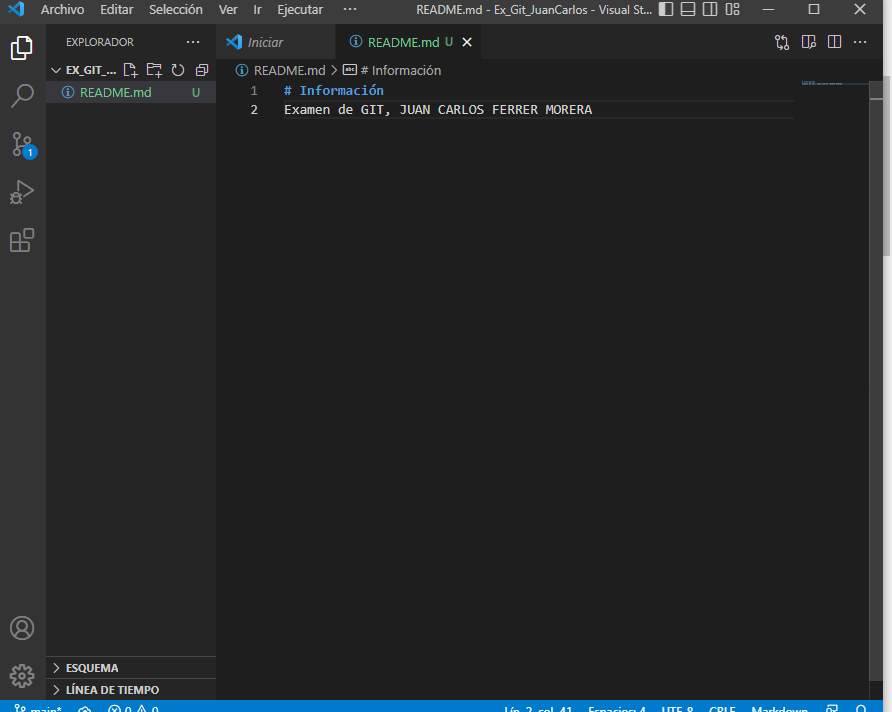 Archivo Editar Selección Ver Ir Ejecutar ··· README.md - Ex_Git_JuanCarlos - Visual St...
EXPLORADOR ···
Iniciar
README.md U
EX_GIT_...
README.md U
README.md > # Información
1 # Información
2 Examen de GIT, JUAN CARLOS FERRER MORERA
1
ESQUEMA
LÍNEA DE TIEMPO
main* 0 0 Lín. 2, col. 41 Espacios: 4 UTF-8 CRLF Markdown